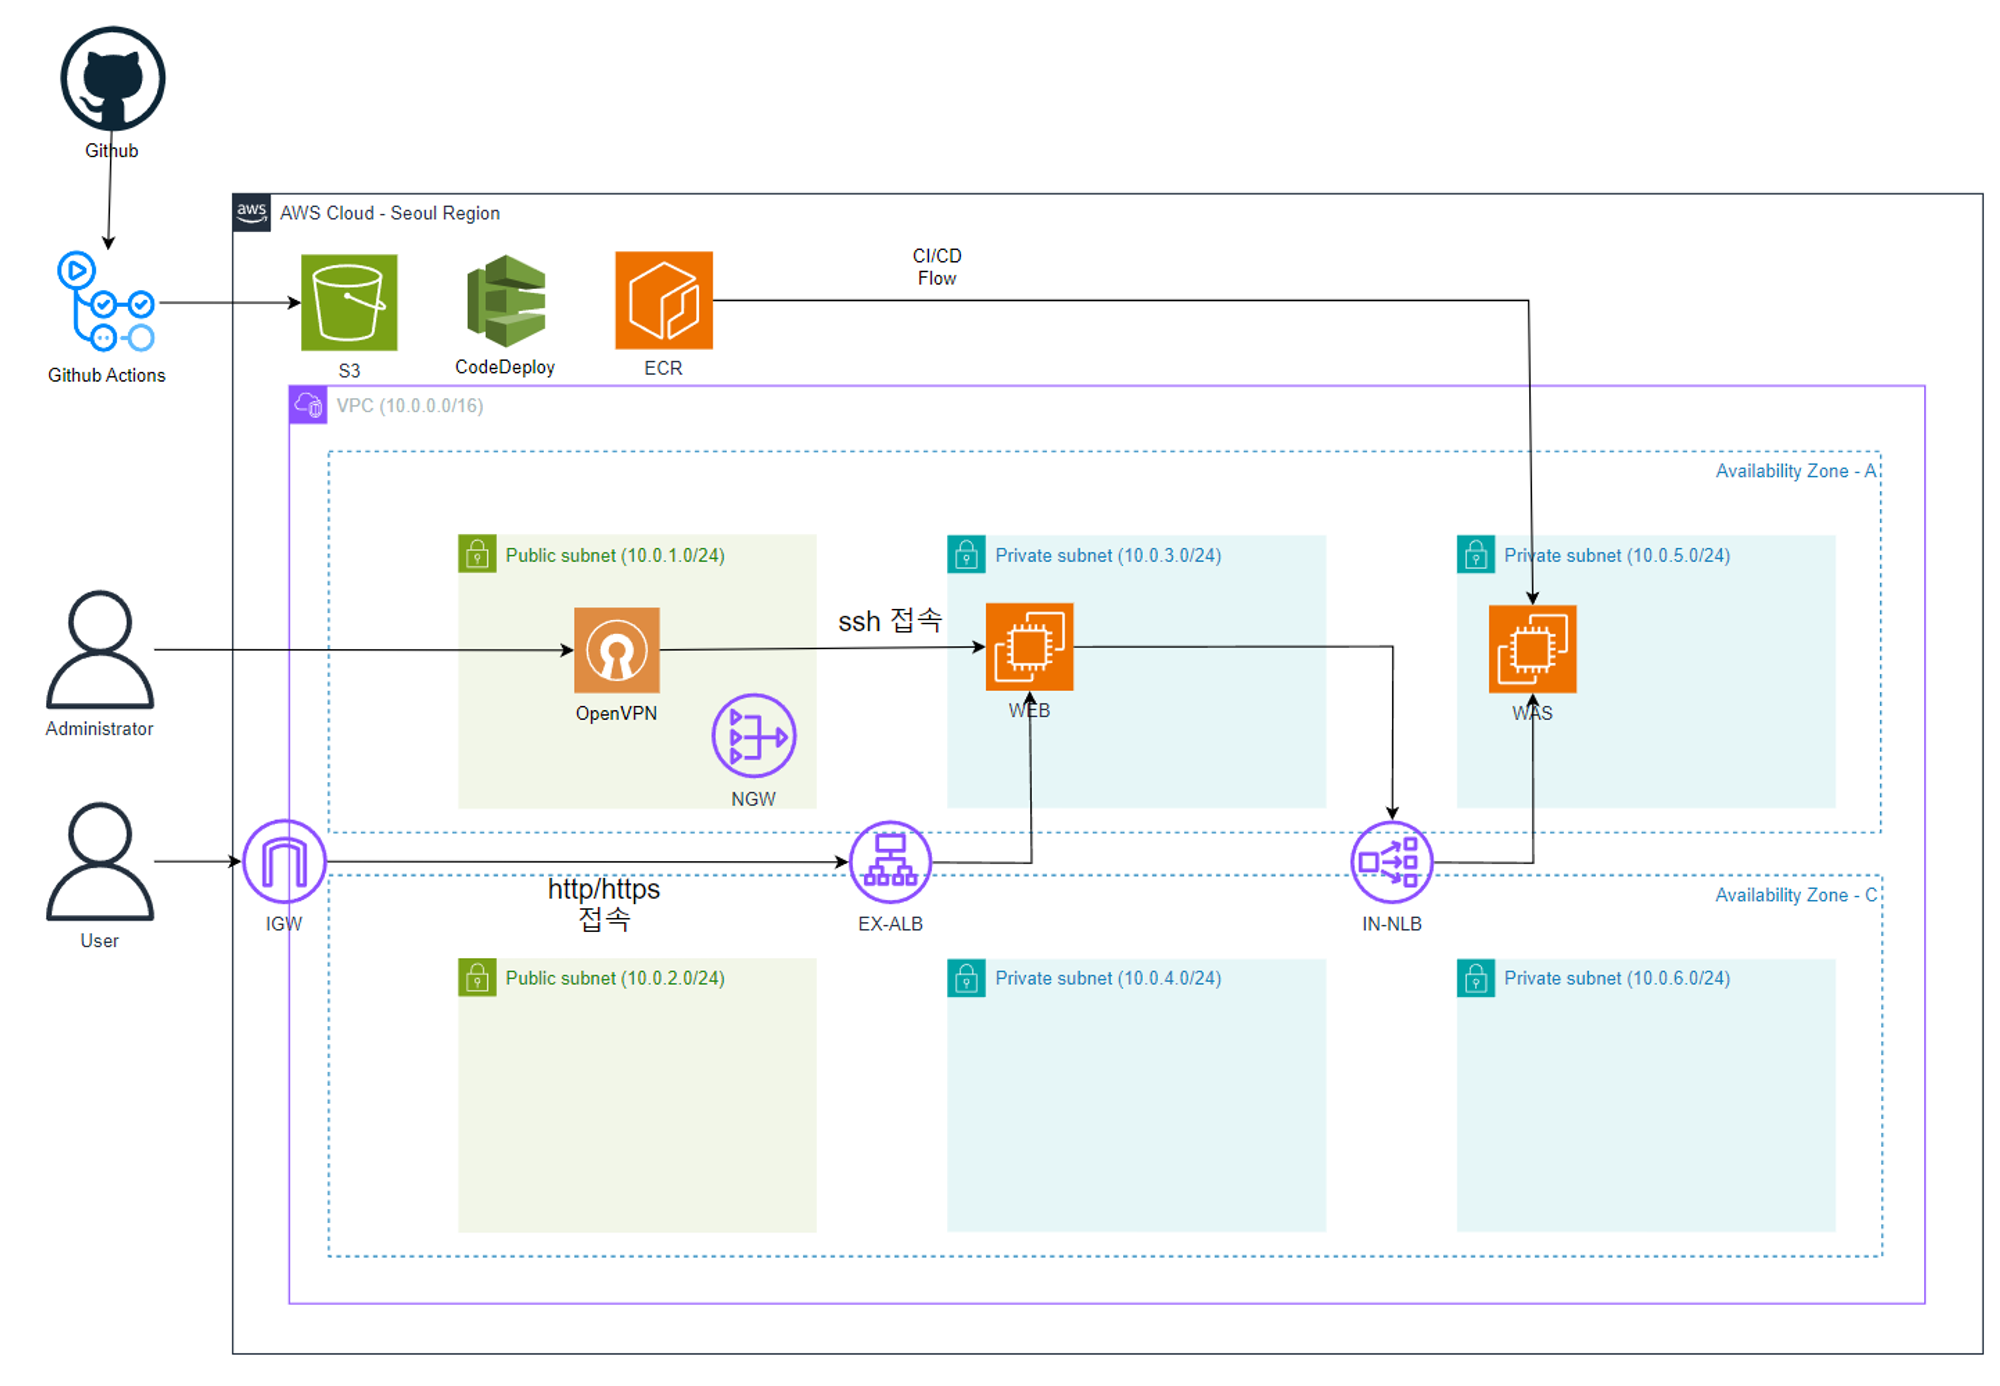 Github
aws
AWS Cloud - Seoul Region
CI/CD
Flow
Github Actions
S3
CodeDeploy
ECR
VPC (10.0.0.0/16)
Availability Zone - A
Public subnet (10.0.1.0/24)
Private subnet (10.0.3.0/24)
Private subnet (10.0.5.0/24)
ssh 접속
OpenVPN
WEB
WAS
Administrator
NGW
http/https
접속
Availability Zone - C
IGW
EX-ALB
IN-NLB
User
Public subnet (10.0.2.0/24)
Private subnet (10.0.4.0/24)
Private subnet (10.0.6.0/24)